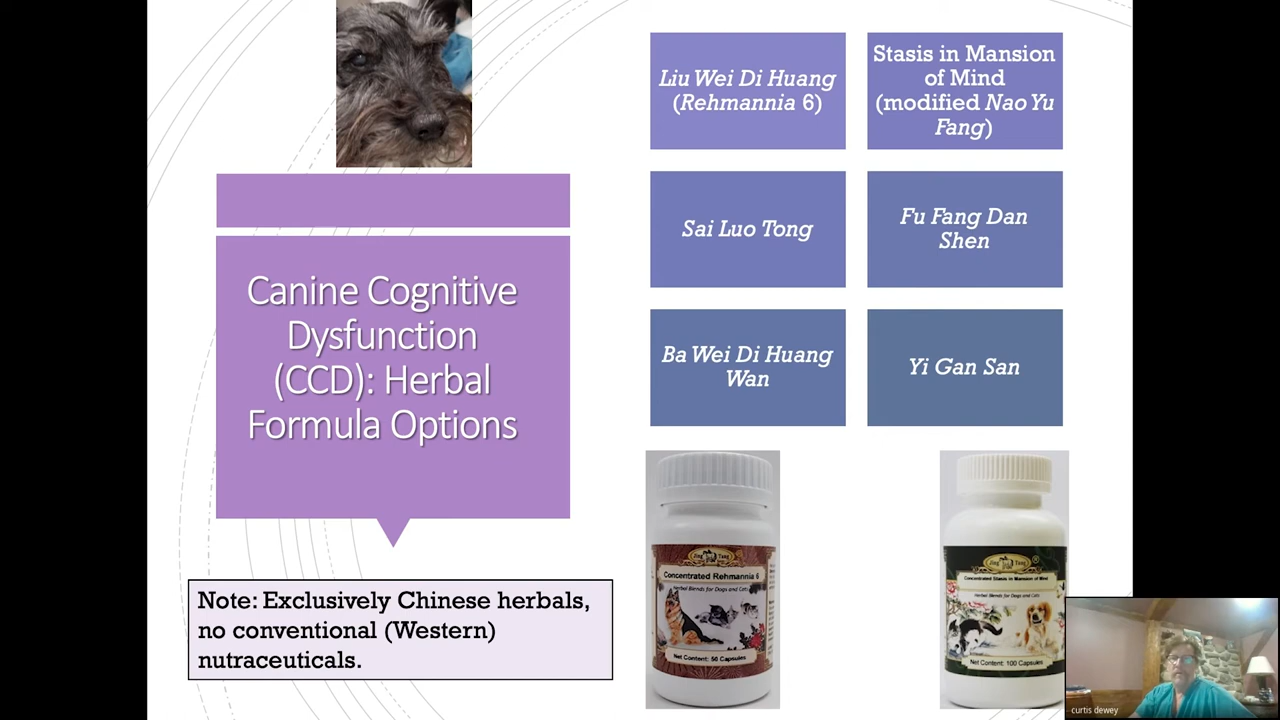 Canine Cognitive
Dysfunction
(CCD): Herbal
Formula Options
Note: Exclusively Chinese herbals,
no conventional (Western)
nutraceuticals.
Liu Wei Di Huang
(Rehmannia 6)
Stasis in Mansion
of Mind
(modified Nao Yu
Fang)
Sai Luo Tong
Fu Fang Dan
Shen
Ba Wei Di Huang
Wan
Yi Gan San
Jing Tang
Concentrated Rehmannia 6
Herbal Blends for Dogs and Cats
Net Content: 50 Capsules
Jing Tang
Concentrated Stasis in Mansion of Mind
Herbal Blends for Dogs and Cats
Net Content: 100 Capsules
curtis dewey